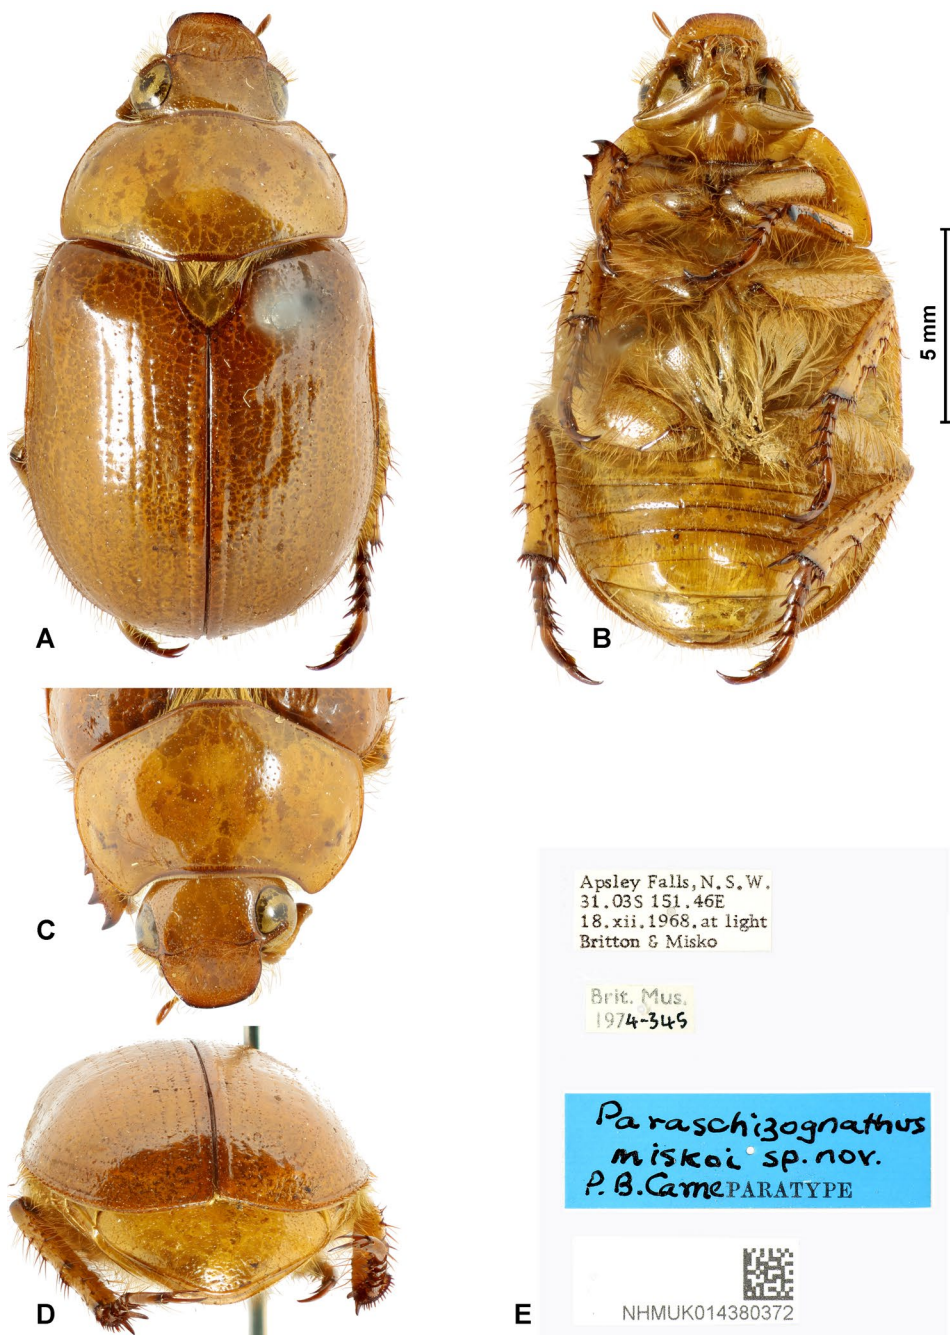 A
B
5 mm
C
D
E
Apsley Falls, N.S.W.
31.03S 151.46E
18.xii.1968. at light
Britton & Misko
Brit. Mus.
1974-345
Paraschizognathus
miskoi sp. nov.
P. B. Carne PARATYPE
NHMUK014380372